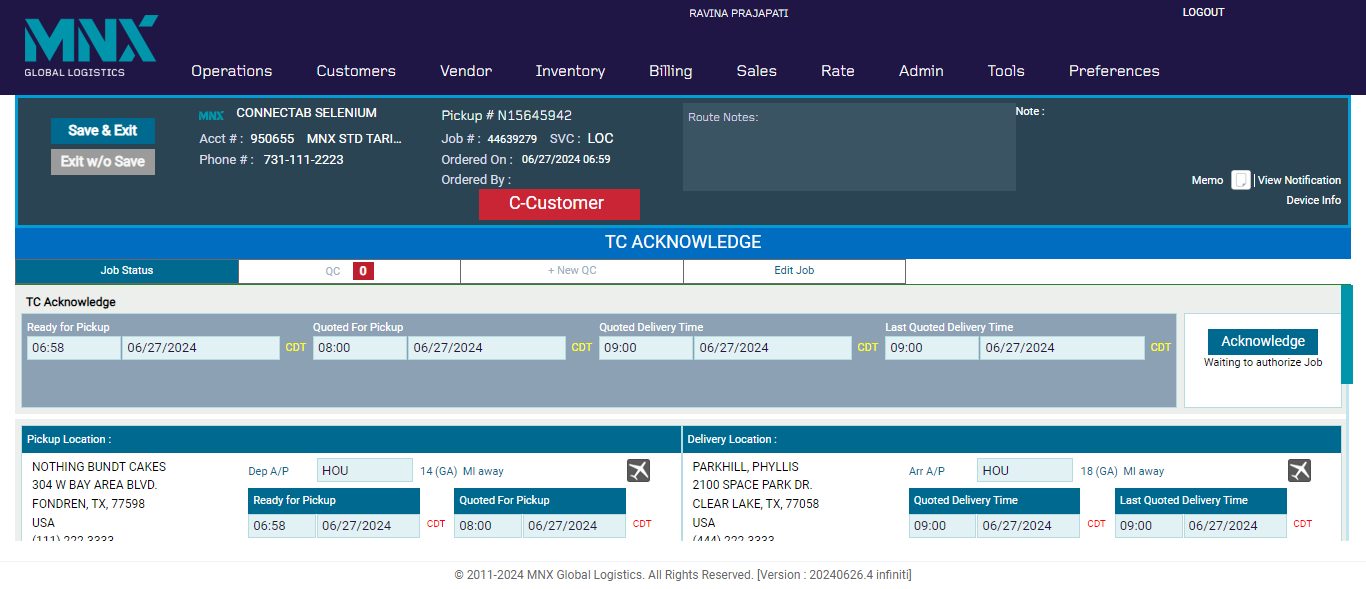 RAVINA PRAJAPATI
LOGOUT
MNX
GLOBAL LOGISTICS
Operations Customers Vendor Inventory Billing Sales Rate Admin Tools Preferences
Save & Exit
Exit w/o Save
MNX CONNECTAB SELENIUM
Acct # : 950655 MNX STD TARI...
Phone # : 731-111-2223
Pickup # N15645942
Job # : 44639279 SVC : LOC
Ordered On : 06/27/2024 06:59
Ordered By :
C-Customer
Route Notes:
Note :
Memo | View Notification
Device Info
TC ACKNOWLEDGE
Job Status QC 0 + New QC Edit Job
TC Acknowledge
Ready for Pickup Quoted For Pickup Quoted Delivery Time Last Quoted Delivery Time
06:58 06/27/2024 CDT 08:00 06/27/2024 CDT 09:00 06/27/2024 CDT 09:00 06/27/2024 CDT
Acknowledge
Waiting to authorize Job
Pickup Location :
NOTHING BUNDT CAKES
304 W BAY AREA BLVD.
FONDREN, TX, 77598
USA
(111) 222 3333
Dep A/P HOU 14 (GA) MI away
Ready for Pickup Quoted For Pickup
06:58 06/27/2024 CDT 08:00 06/27/2024 CDT
Delivery Location :
PARKHILL, PHYLLIS
2100 SPACE PARK DR.
CLEAR LAKE, TX, 77058
USA
(444) 222 3333
Arr A/P HOU 18 (GA) MI away
Quoted Delivery Time Last Quoted Delivery Time
09:00 06/27/2024 CDT 09:00 06/27/2024 CDT
© 2011-2024 MNX Global Logistics. All Rights Reserved. [Version : 20240626.4 infiniti]